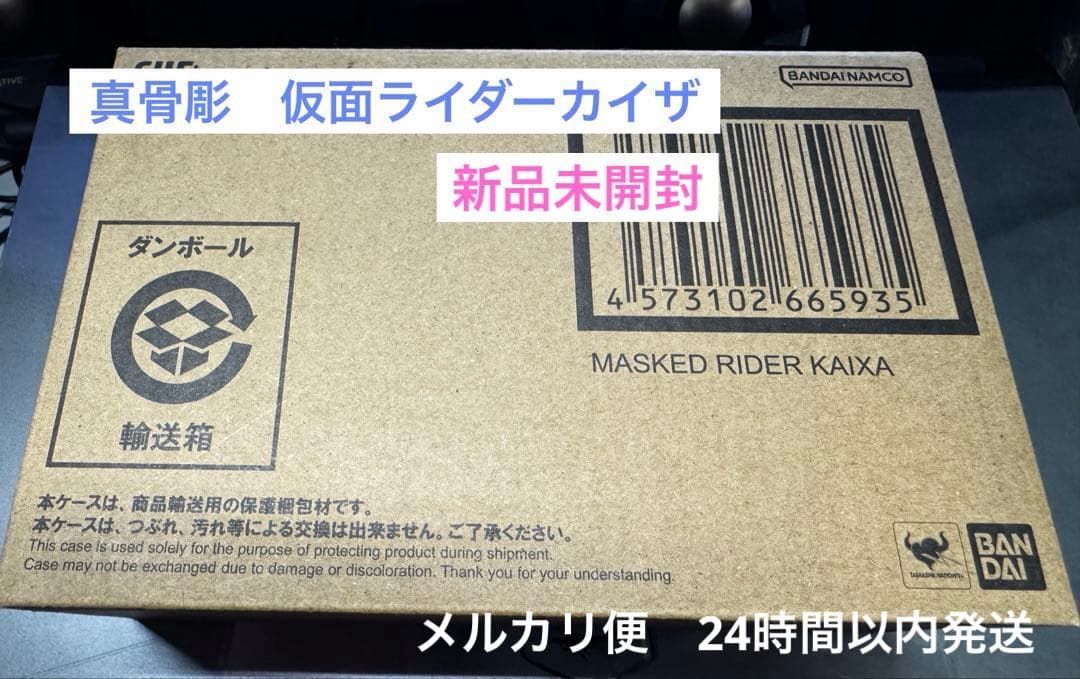 BANDAI NAMCO
真骨彫　仮面ライダーカイザ
新品未開封
4 573102 665935
MASKED RIDER KAIXA
ダンボール
輸送箱
本ケースは、商品輸送用の保護梱包材です。
本ケースは、つぶれ、汚れ等による交換は出来ません。ご了承ください。
This case is used solely for the purpose of protecting product during shipment.
Case may not be exchanged due to damage or discoloration. Thank you for your understanding.
TAMASHII NATIONS
BAN
DAI
メルカリ便　24時間以内発送